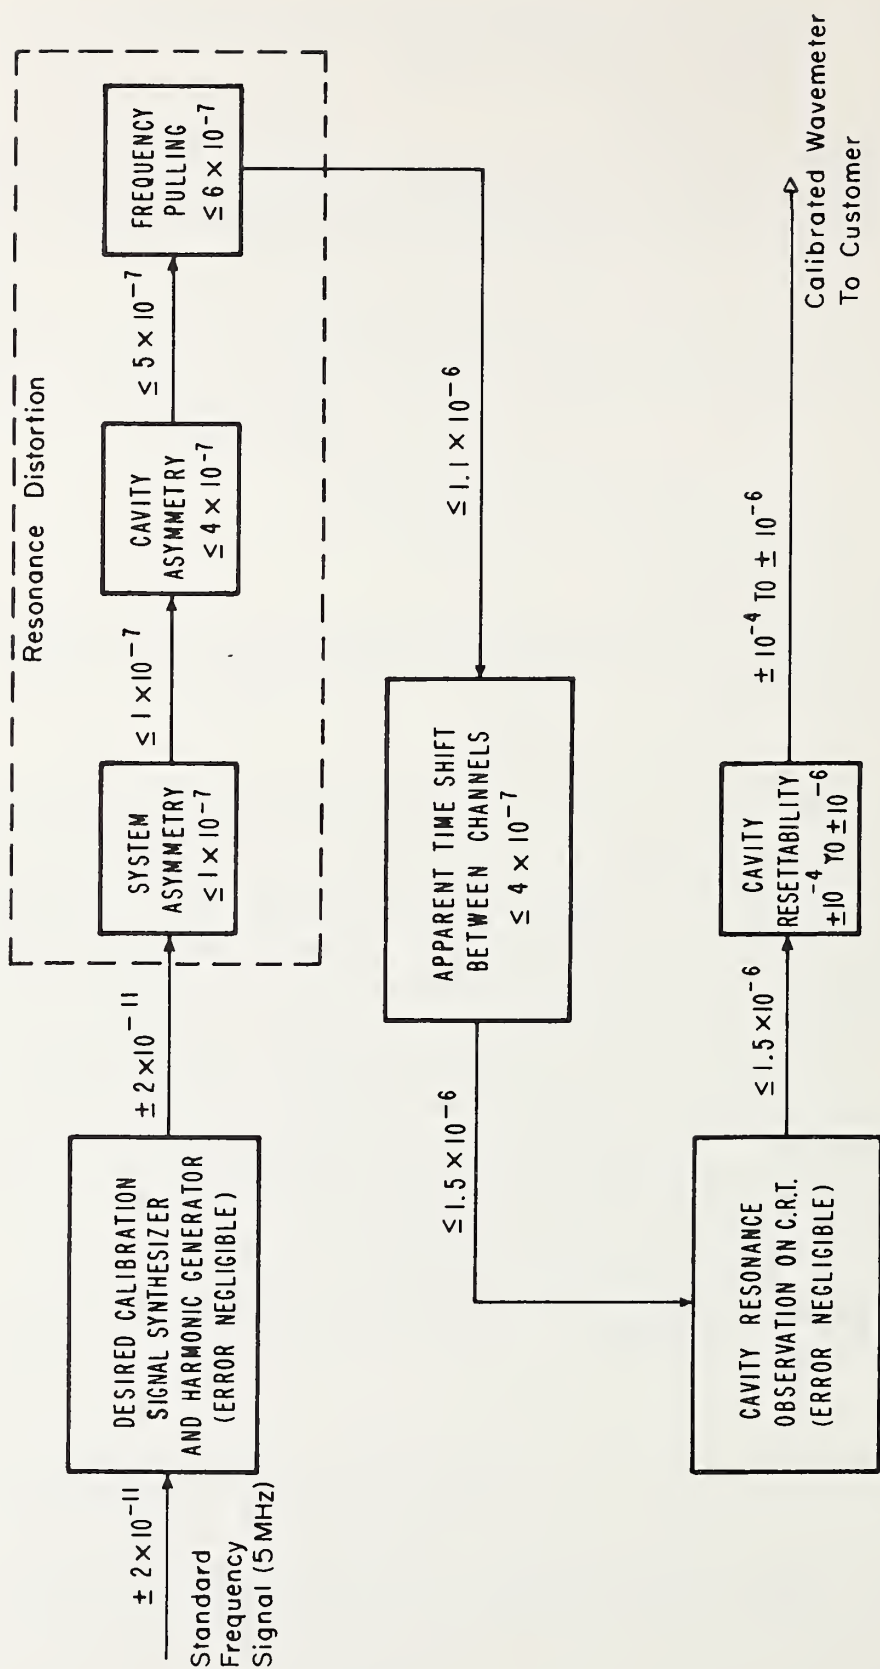 ± 2×10⁻¹¹
Standard
Frequency
Signal (5 MHz)
DESIRED CALIBRATION
SIGNAL SYNTHESIZER
AND HARMONIC GENERATOR
(ERROR NEGLIGIBLE)
± 2×10⁻¹¹
Resonance Distortion
SYSTEM
ASYMMETRY
≤ 1×10⁻⁷
≤ 1×10⁻⁷
CAVITY
ASYMMETRY
≤ 4×10⁻⁷
≤ 5×10⁻⁷
FREQUENCY
PULLING
≤ 6×10⁻⁷
≤ 1.1×10⁻⁶
APPARENT TIME SHIFT
BETWEEN CHANNELS
≤ 4×10⁻⁷
≤ 1.5×10⁻⁶
CAVITY RESONANCE
OBSERVATION ON C.R.T.
(ERROR NEGLIGIBLE)
≤ 1.5×10⁻⁶
CAVITY
RESETTABILITY
±10⁻⁴ TO ±10⁻⁶
± 10⁻⁴ TO ± 10⁻⁶
Calibrated Wavemeter
To Customer